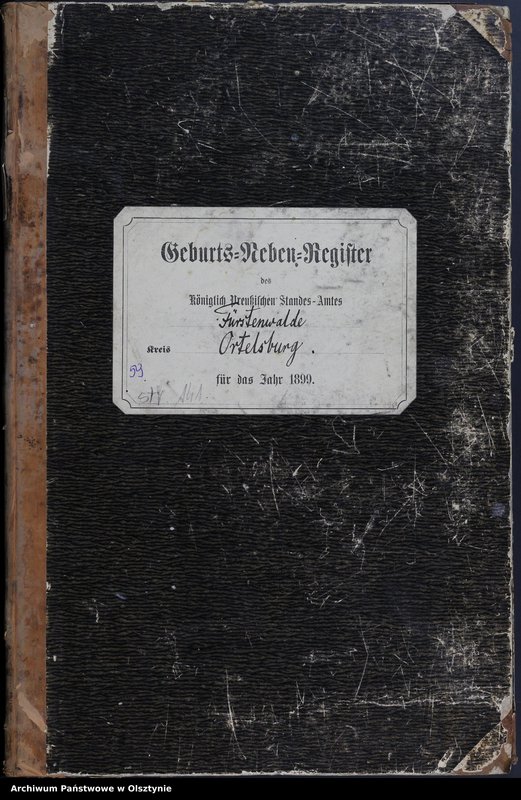 Geburts-Neben-Register
des
Königlich Preußischen Standes-Amtes
Fürstenwalde
Kreis Ortelsburg.
für das Jahr 1899.
Archiwum Państwowe w Olsztynie